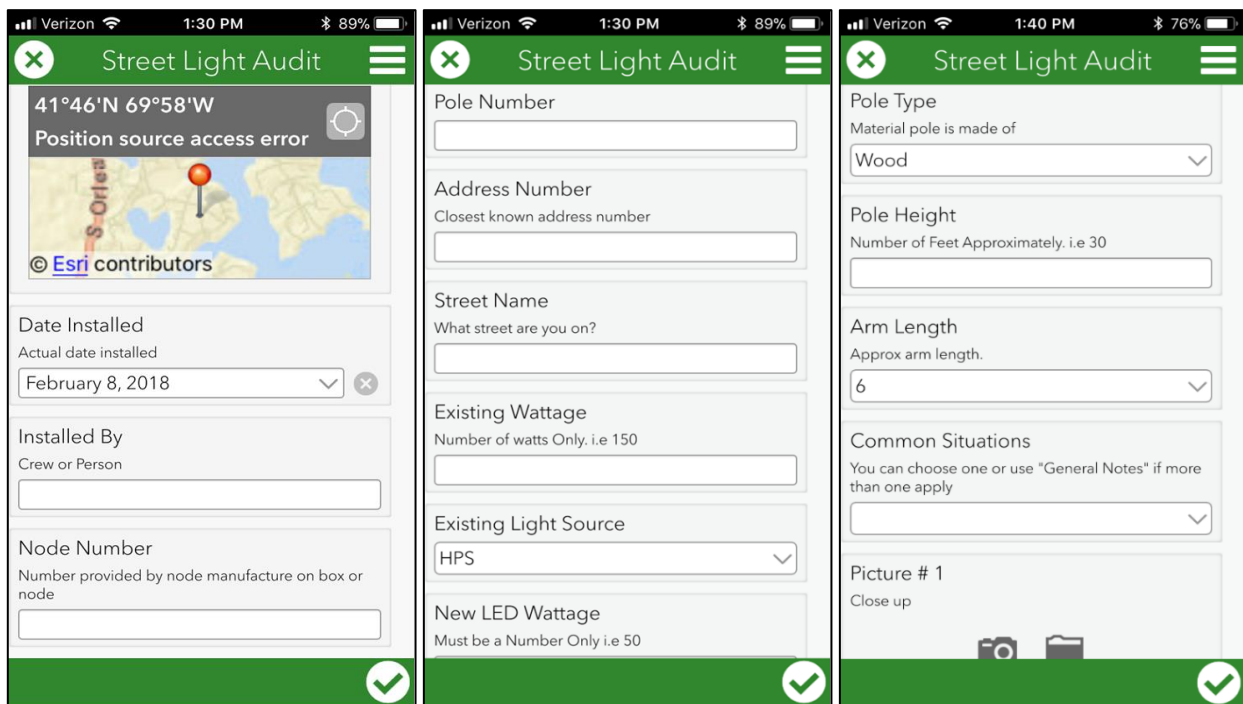 Verizon 1:30 PM 89%
Street Light Audit
41°46'N 69°58'W
Position source access error
S Orlea
© Esri contributors
Date Installed
Actual date installed
February 8, 2018
Installed By
Crew or Person
Node Number
Number provided by node manufacture on box or
node
Verizon 1:30 PM 89%
Street Light Audit
Pole Number
Address Number
Closest known address number
Street Name
What street are you on?
Existing Wattage
Number of watts Only. i.e 150
Existing Light Source
HPS
New LED Wattage
Must be a Number Only i.e 50
Verizon 1:40 PM 76%
Street Light Audit
Pole Type
Material pole is made of
Wood
Pole Height
Number of Feet Approximately. i.e 30
Arm Length
Approx arm length.
6
Common Situations
You can choose one or use "General Notes" if more
than one apply
Picture # 1
Close up